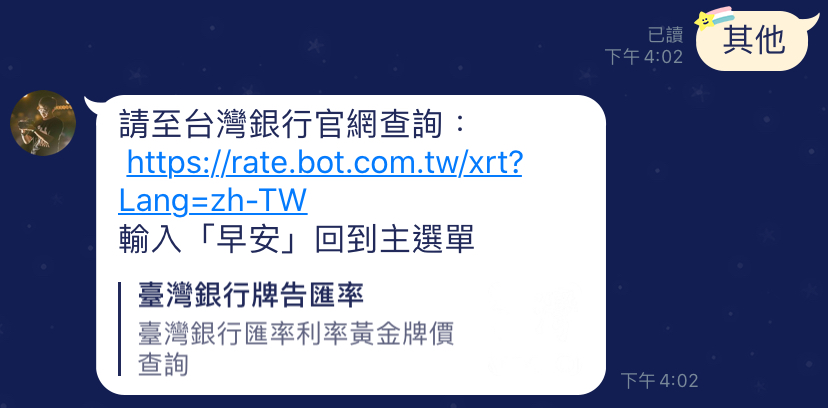 其他
已讀
下午 4:02
請至台灣銀行官網查詢：
https://rate.bot.com.tw/xrt?
Lang=zh-TW
輸入「早安」回到主選單
臺灣銀行牌告匯率
臺灣銀行匯率利率黃金牌價
查詢
下午 4:02